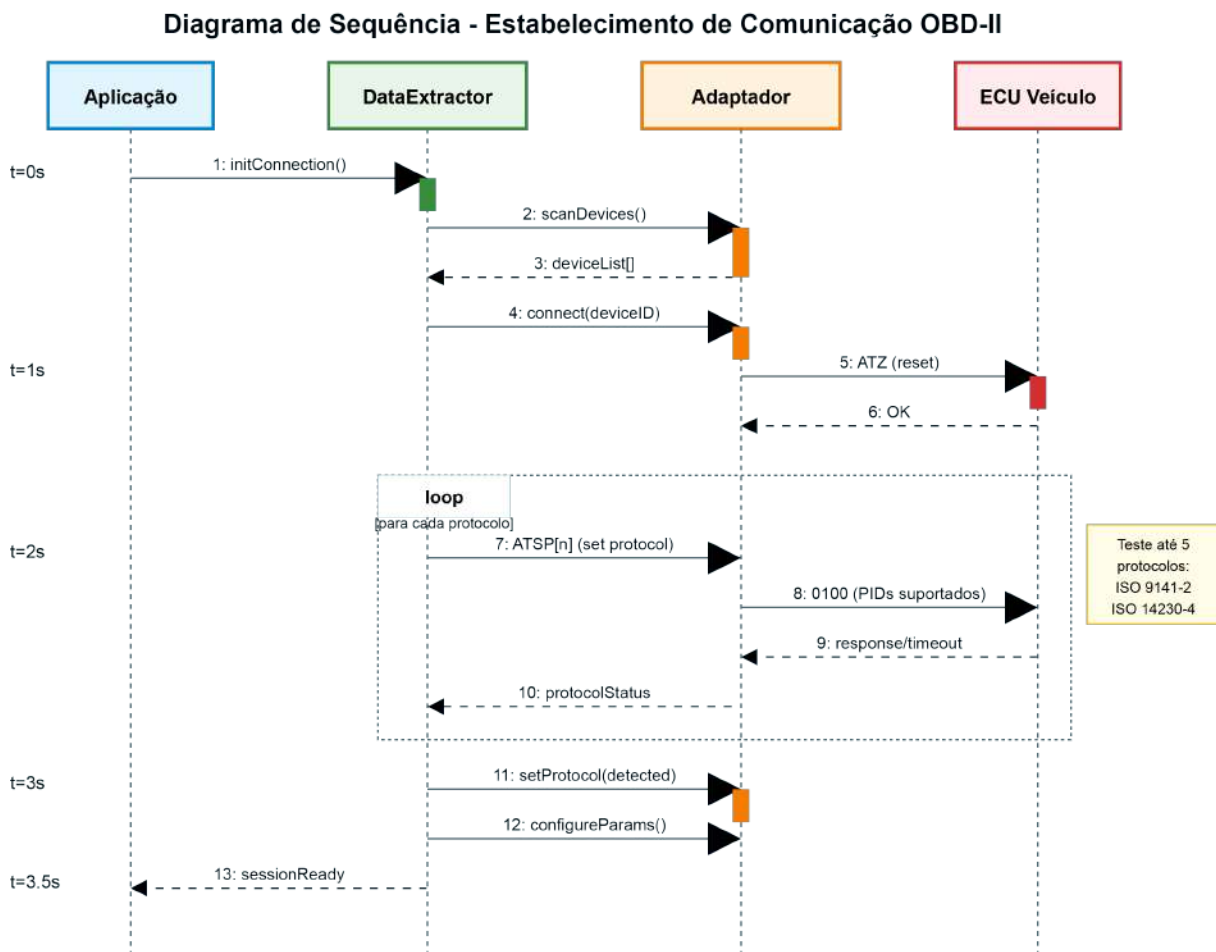 Diagrama de Sequência - Estabelecimento de Comunicação OBD-II
Aplicação
DataExtractor
Adaptador
ECU Veículo
t=0s
1: initConnection()
2: scanDevices()
3: deviceList[]
4: connect(deviceID)
t=1s
5: ATZ (reset)
6: OK
loop
[para cada protocolo]
t=2s
7: ATSP[n] (set protocol)
Teste até 5
protocolos:
ISO 9141-2
ISO 14230-4
8: 0100 (PIDs suportados)
9: response/timeout
10: protocolStatus
t=3s
11: setProtocol(detected)
12: configureParams()
t=3.5s
13: sessionReady